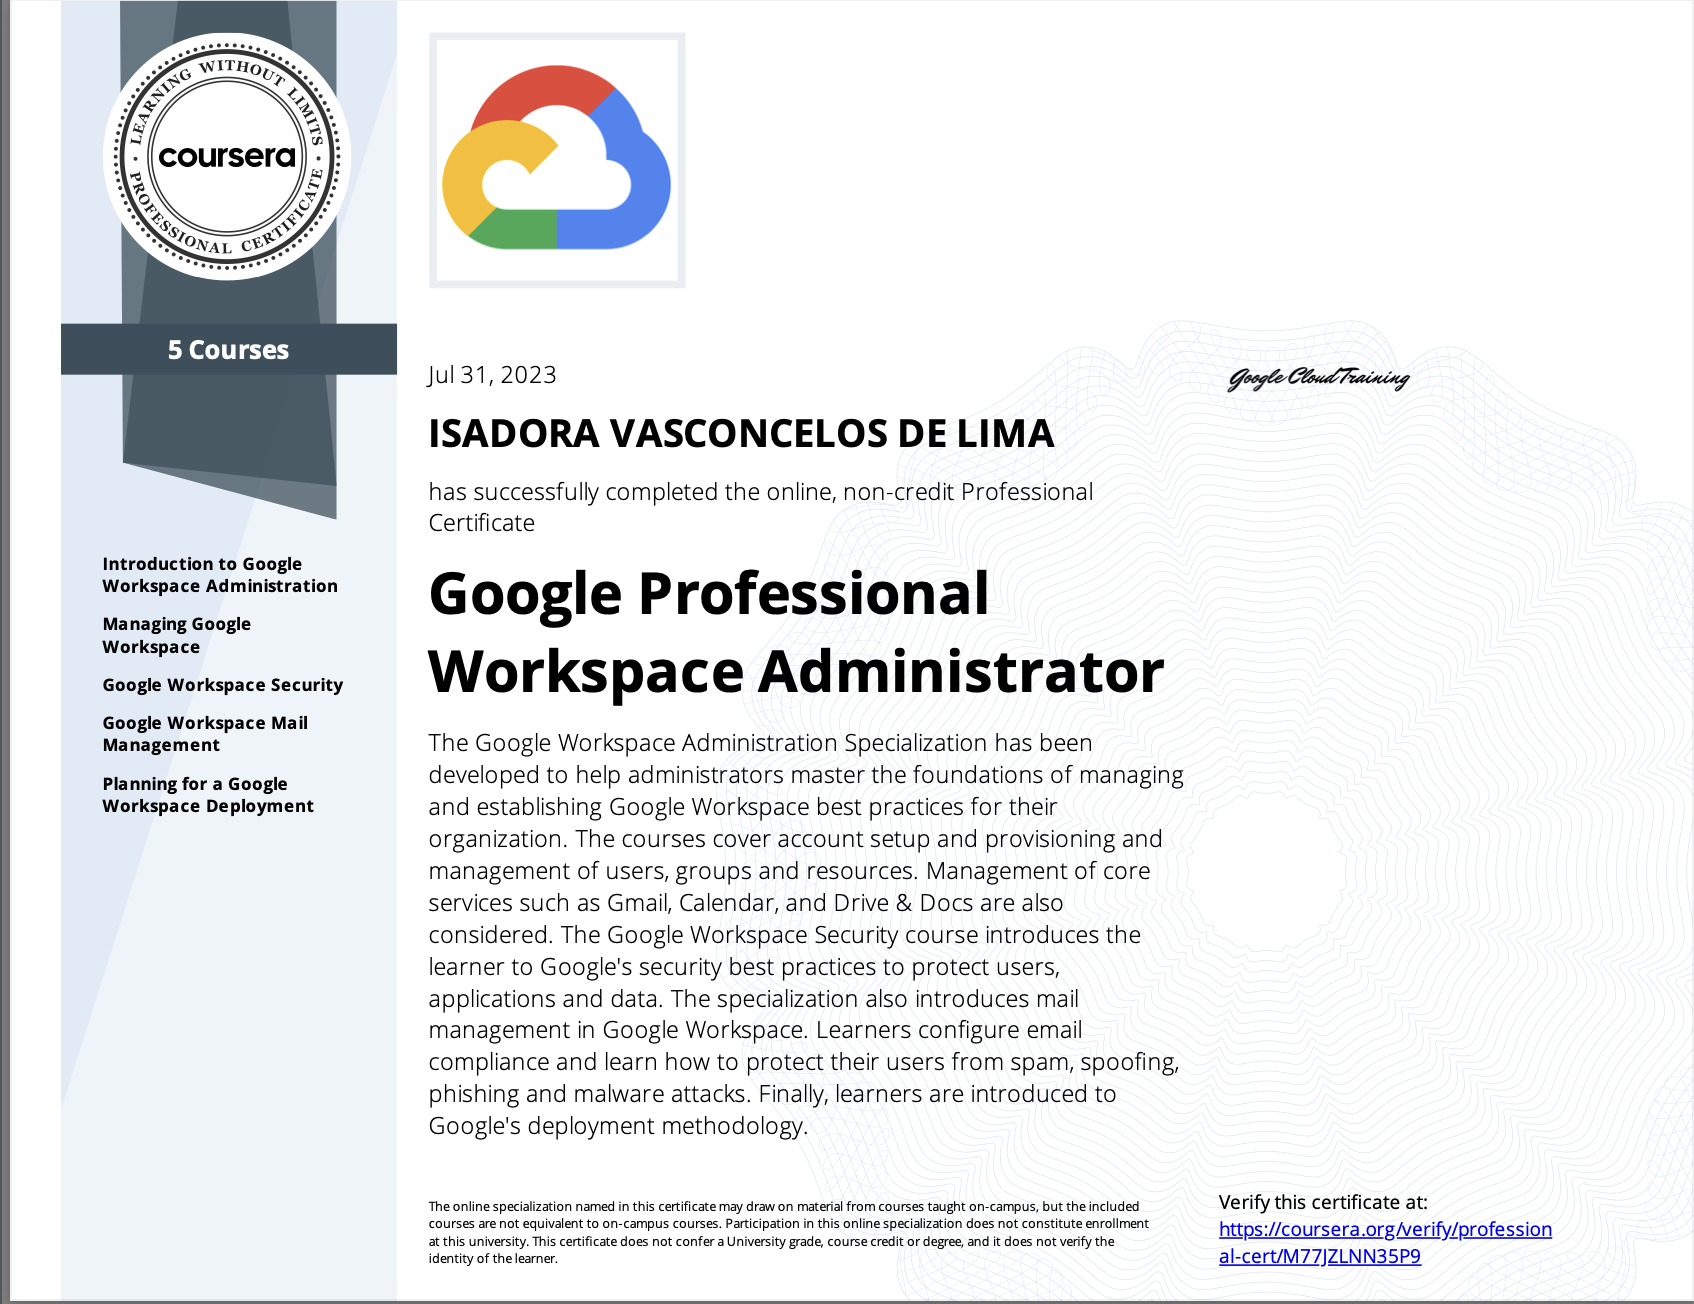 LEARNING WITHOUT LIMITS
coursera
PROFESSIONAL CERTIFICATE
5 Courses
Introduction to Google
Workspace Administration
Managing Google
Workspace
Google Workspace Security
Google Workspace Mail
Management
Planning for a Google
Workspace Deployment
Jul 31, 2023
Google Cloud Training
ISADORA VASCONCELOS DE LIMA
has successfully completed the online, non-credit Professional
Certificate
Google Professional
Workspace Administrator
The Google Workspace Administration Specialization has been
developed to help administrators master the foundations of managing
and establishing Google Workspace best practices for their
organization. The courses cover account setup and provisioning and
management of users, groups and resources. Management of core
services such as Gmail, Calendar, and Drive & Docs are also
considered. The Google Workspace Security course introduces the
learner to Google's security best practices to protect users,
applications and data. The specialization also introduces mail
management in Google Workspace. Learners configure email
compliance and learn how to protect their users from spam, spoofing,
phishing and malware attacks. Finally, learners are introduced to
Google's deployment methodology.
The online specialization named in this certificate may draw on material from courses taught on-campus, but the included
courses are not equivalent to on-campus courses. Participation in this online specialization does not constitute enrollment
at this university. This certificate does not confer a University grade, course credit or degree, and it does not verify the
identity of the learner.
Verify this certificate at:
https://coursera.org/verify/profession
al-cert/M77JZLNN35P9